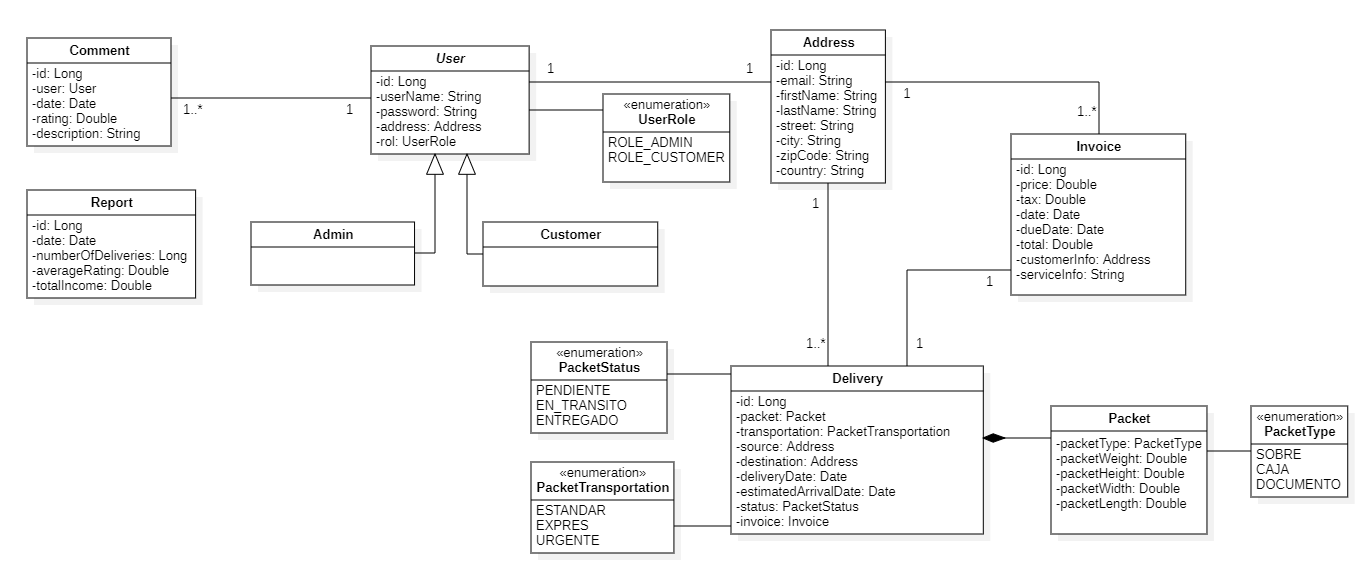 Comment
-id: Long
-user: User
-date: Date
-rating: Double
-description: String
1..*
1
User
-id: Long
-userName: String
-password: String
-address: Address
-rol: UserRole
1
1
«enumeration»
UserRole
ROLE_ADMIN
ROLE_CUSTOMER
Address
-id: Long
-email: String
-firstName: String
-lastName: String
-street: String
-city: String
-zipCode: String
-country: String
1
1..*
Invoice
-id: Long
-price: Double
-tax: Double
-date: Date
-dueDate: Date
-total: Double
-customerInfo: Address
-serviceInfo: String
Report
-id: Long
-date: Date
-numberOfDeliveries: Long
-averageRating: Double
-totalIncome: Double
Admin
Customer
1
1..*
1
1
«enumeration»
PacketStatus
PENDIENTE
EN_TRANSITO
ENTREGADO
«enumeration»
PacketTransportation
ESTANDAR
EXPRES
URGENTE
Delivery
-id: Long
-packet: Packet
-transportation: PacketTransportation
-source: Address
-destination: Address
-deliveryDate: Date
-estimatedArrivalDate: Date
-status: PacketStatus
-invoice: Invoice
Packet
-packetType: PacketType
-packetWeight: Double
-packetHeight: Double
-packetWidth: Double
-packetLength: Double
«enumeration»
PacketType
SOBRE
CAJA
DOCUMENTO